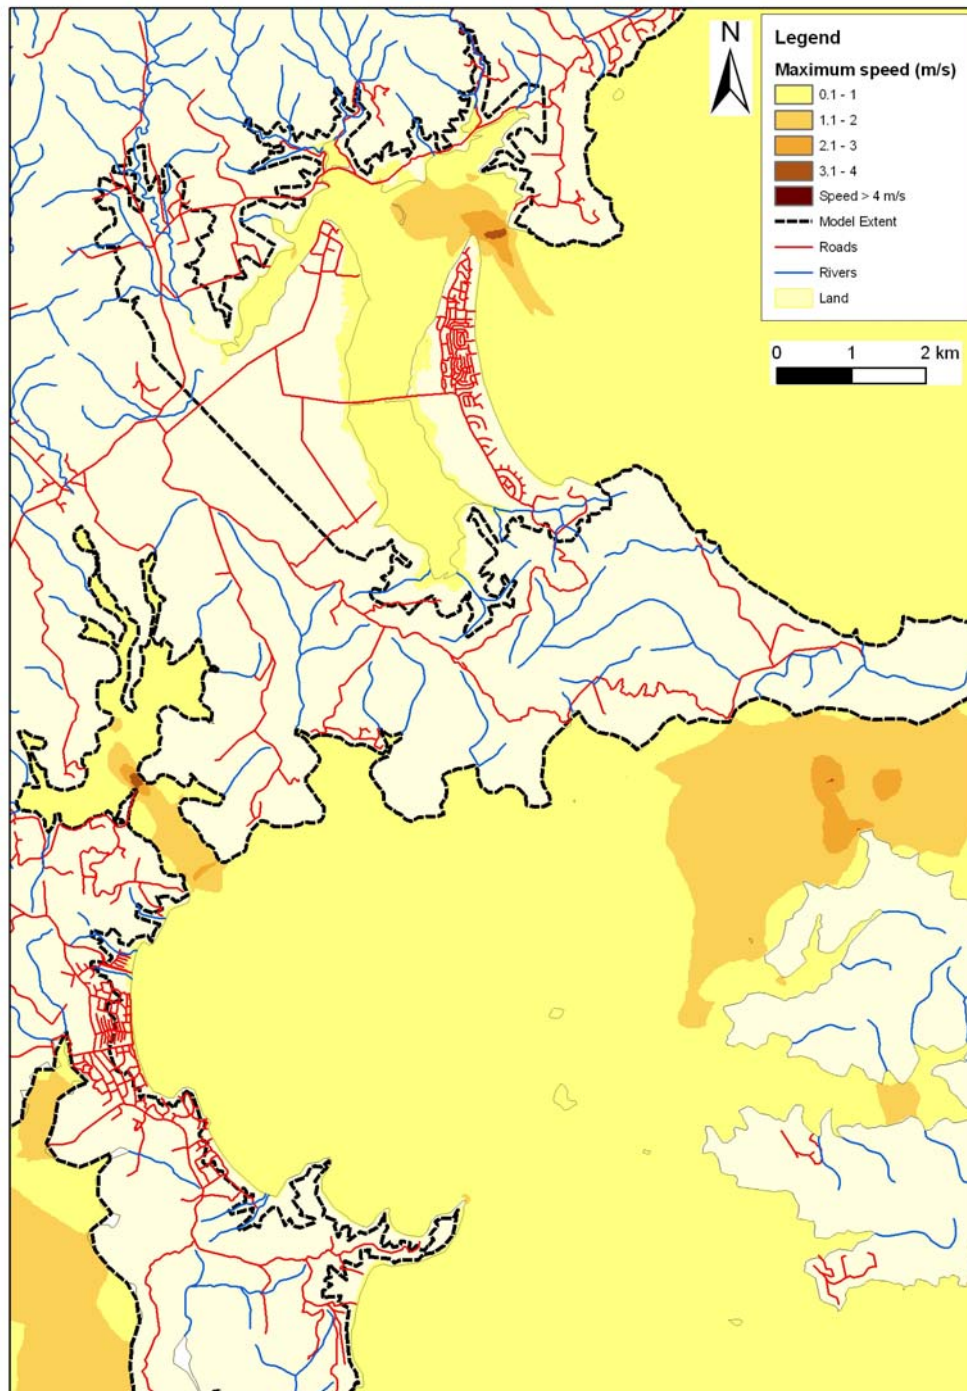 N
Legend
Maximum speed (m/s)
0.1 - 1
1.1 - 2
2.1 - 3
3.1 - 4
Speed > 4 m/s
Model Extent
Roads
Rivers
Land
0 1 2 km